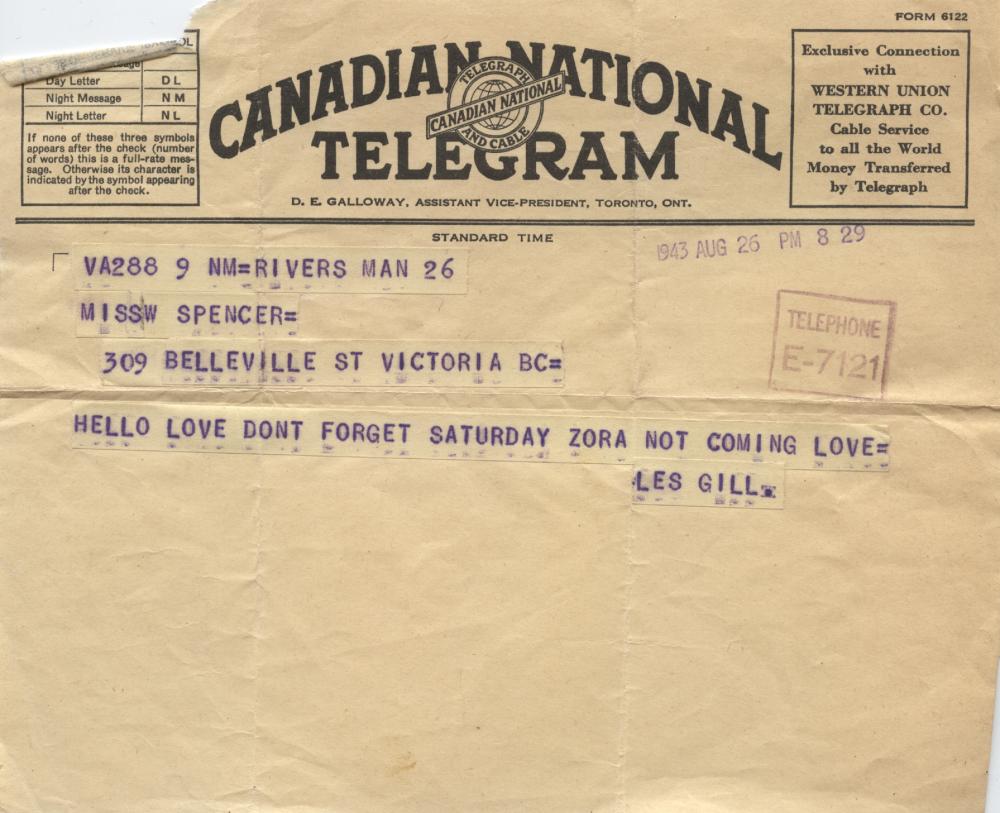 FORM 6122
Day Letter D L
Night Message N M
Night Letter N L
If none of these three symbols
appears after the check (number
of words) this is a full-rate mes-
sage. Otherwise its character is
indicated by the symbol appearing
after the check.
CANADIAN NATIONAL
TELEGRAPH
CANADIAN NATIONAL
AND CABLE
TELEGRAM
D. E. GALLOWAY, ASSISTANT VICE-PRESIDENT, TORONTO, ONT.
Exclusive Connection
with
WESTERN UNION
TELEGRAPH CO.
Cable Service
to all the World
Money Transferred
by Telegraph
STANDARD TIME
1943 AUG 26 PM 8 29
VA288 9 NM=RIVERS MAN 26
MISSW SPENCER=
309 BELLEVILLE ST VICTORIA BC=
TELEPHONE
E-7121
HELLO LOVE DONT FORGET SATURDAY ZORA NOT COMING LOVE=
LES GILL=